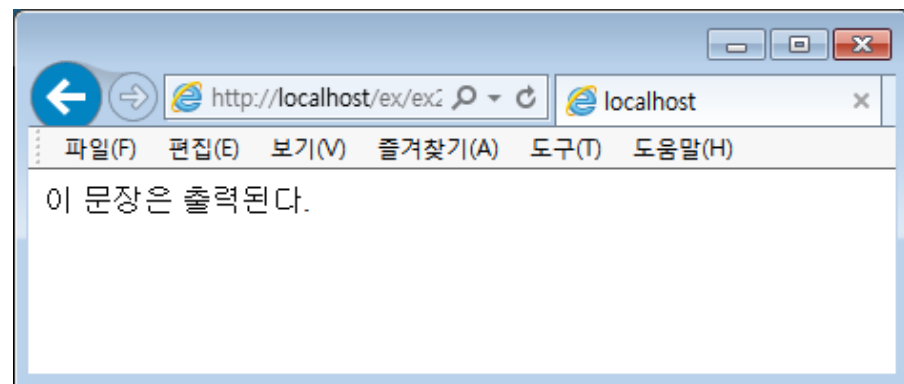 http://localhost/ex/ex2 localhost
파일(F) 편집(E) 보기(V) 즐겨찾기(A) 도구(T) 도움말(H)
이 문장은 출력된다.